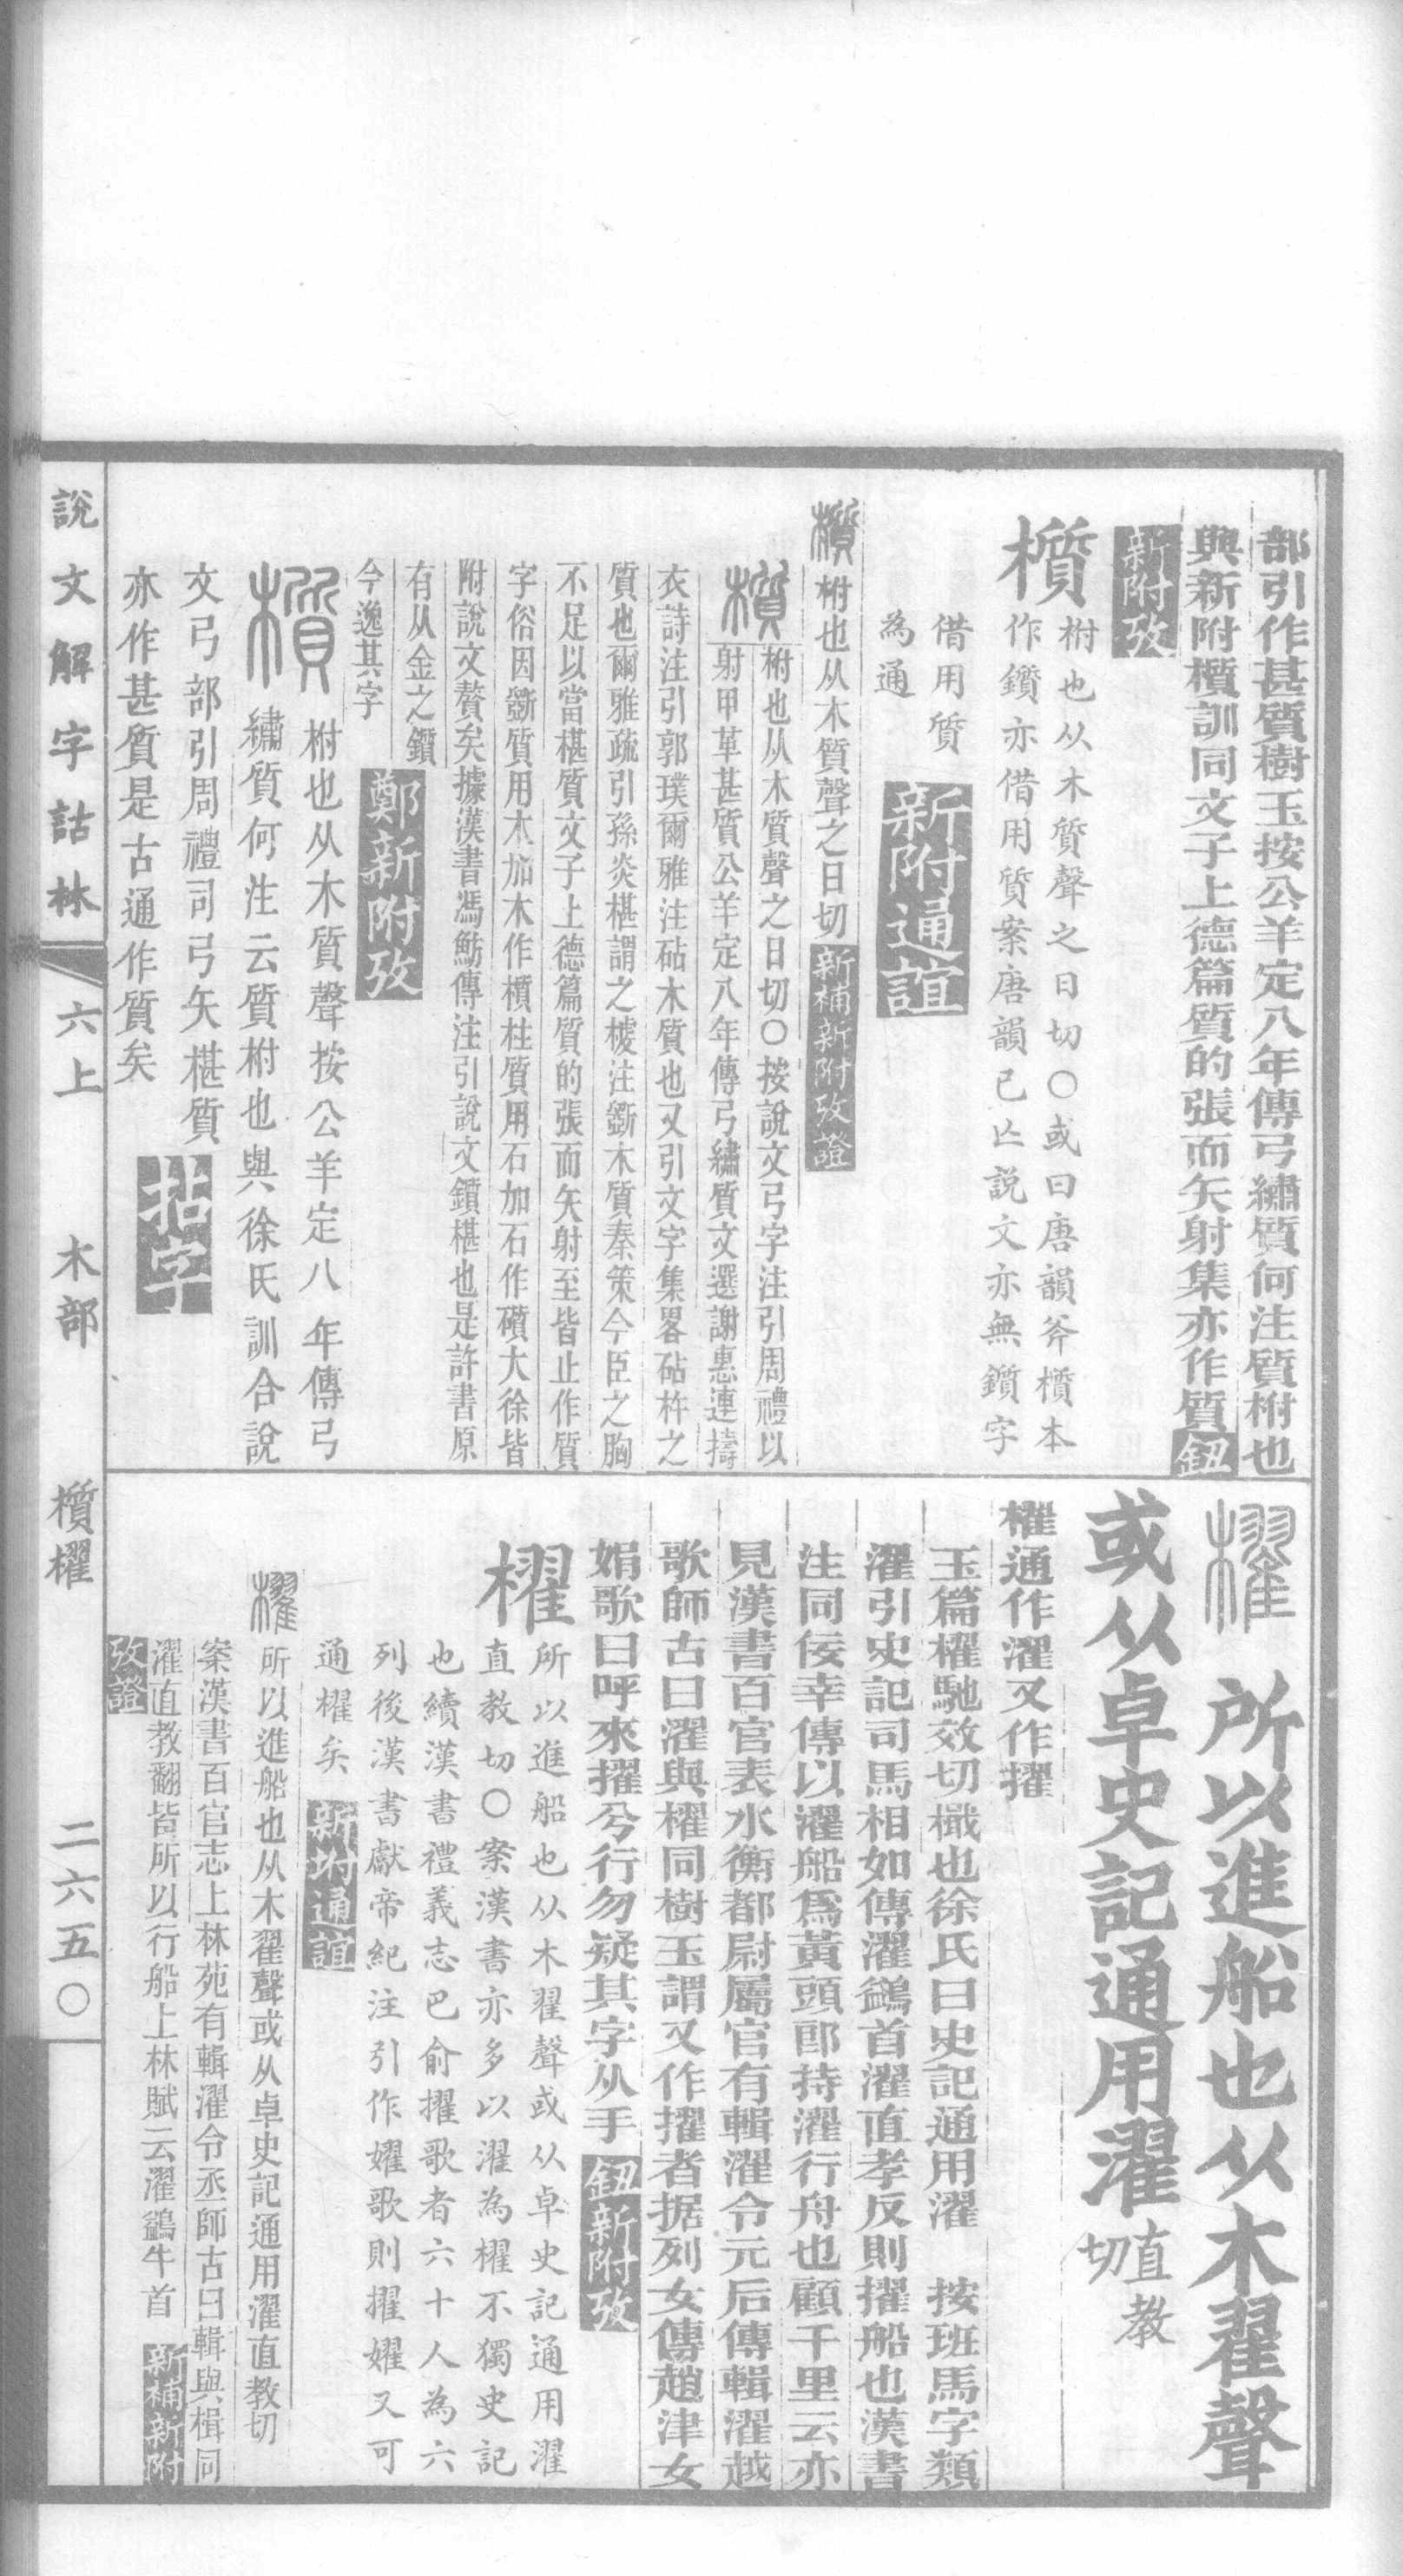 部引作甚質樹玉按公羊定八年傳弓繡質何注質柎也
與新附櫍訓同文子上德篇質的張而矢射集亦作質鈕
新附攷
櫍
柎也从木質聲之日切○或曰唐韻斧櫍本
作鑕亦借用質案唐韻已亾說文亦無鑕字
借用質
為通
新附通誼
櫍柎也从木質聲之日切新補新附攷證
櫍
柎也从木質聲之日切○按說文弓字注引周禮以
射甲革甚質公羊定八年傳弓繡質文選謝惠連擣
衣詩注引郭璞爾雅注砧木質也又引文字集畧砧杵之
質也爾雅疏引孫炎椹謂之榩注斵木質秦策今臣之胸
不足以當椹質文子上德篇質的張而矢射至皆止作質
字俗因斵質用木加木作櫍柱質用石加石作礩大徐皆
附說文贅矣據漢書馮魴傳注引說文鑕椹也是許書原
有从金之鑕
今逸其字
鄭新附攷
櫍
柎也从木質聲按公羊定八年傳弓
繡質何注云質柎也與徐氏訓合說
文弓部引周禮司弓矢椹質
亦作甚質是古通作質矣
拈字
櫂 所以進船也从木翟聲
或从卓史記通用濯直教切
櫂通作濯又作擢
玉篇櫂馳效切檝也徐氏曰史記通用濯 按班馬字類
濯引史記司馬相如傳濯鷁首濯直孝反則擢船也漢書
注同佞幸傳以濯船爲黃頭郎持濯行舟也顧千里云亦
見漢書百官表水衡都尉屬官有輯濯令元后傳輯濯越
歌師古曰濯與櫂同樹玉謂又作擢者据列女傳趙津女
娟歌曰呼來擢兮行勿疑其字从手鈕新附攷
櫂
所以進船也从木翟聲或从卓史記通用濯
直教切○案漢書亦多以濯為櫂不獨史記
也續漢書禮義志巴俞擢歌者六十人為六
列後漢書獻帝紀注引作嬥歌則擢嬥又可
通櫂矣
新附通誼
櫂所以進船也从木翟聲或从卓史記通用濯直教切
案漢書百官志上林苑有輯濯令丞師古曰輯與楫同
濯直教翻皆所以行船上林賦云濯鷁牛首 新補新附
攷證
說文解字詁林 六上 木部 櫍櫂 二六五〇